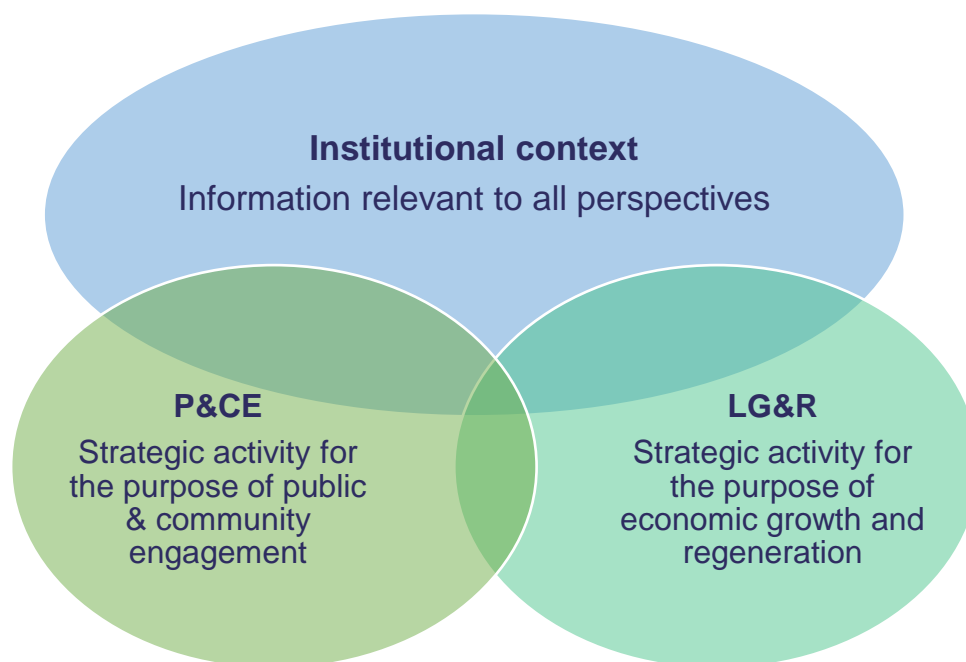 Institutional context
Information relevant to all perspectives
P&CE
Strategic activity for
the purpose of public
& community
engagement
LG&R
Strategic activity for
the purpose of
economic growth and
regeneration